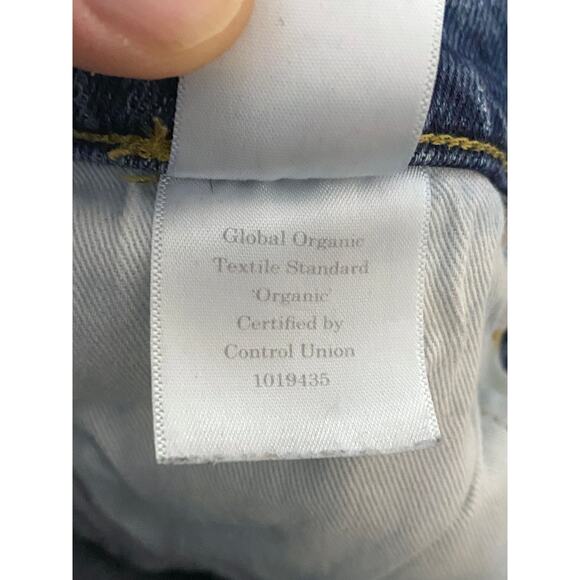 Global Organic
Textile Standard
'Organic'
Certified by
Control Union
1019435